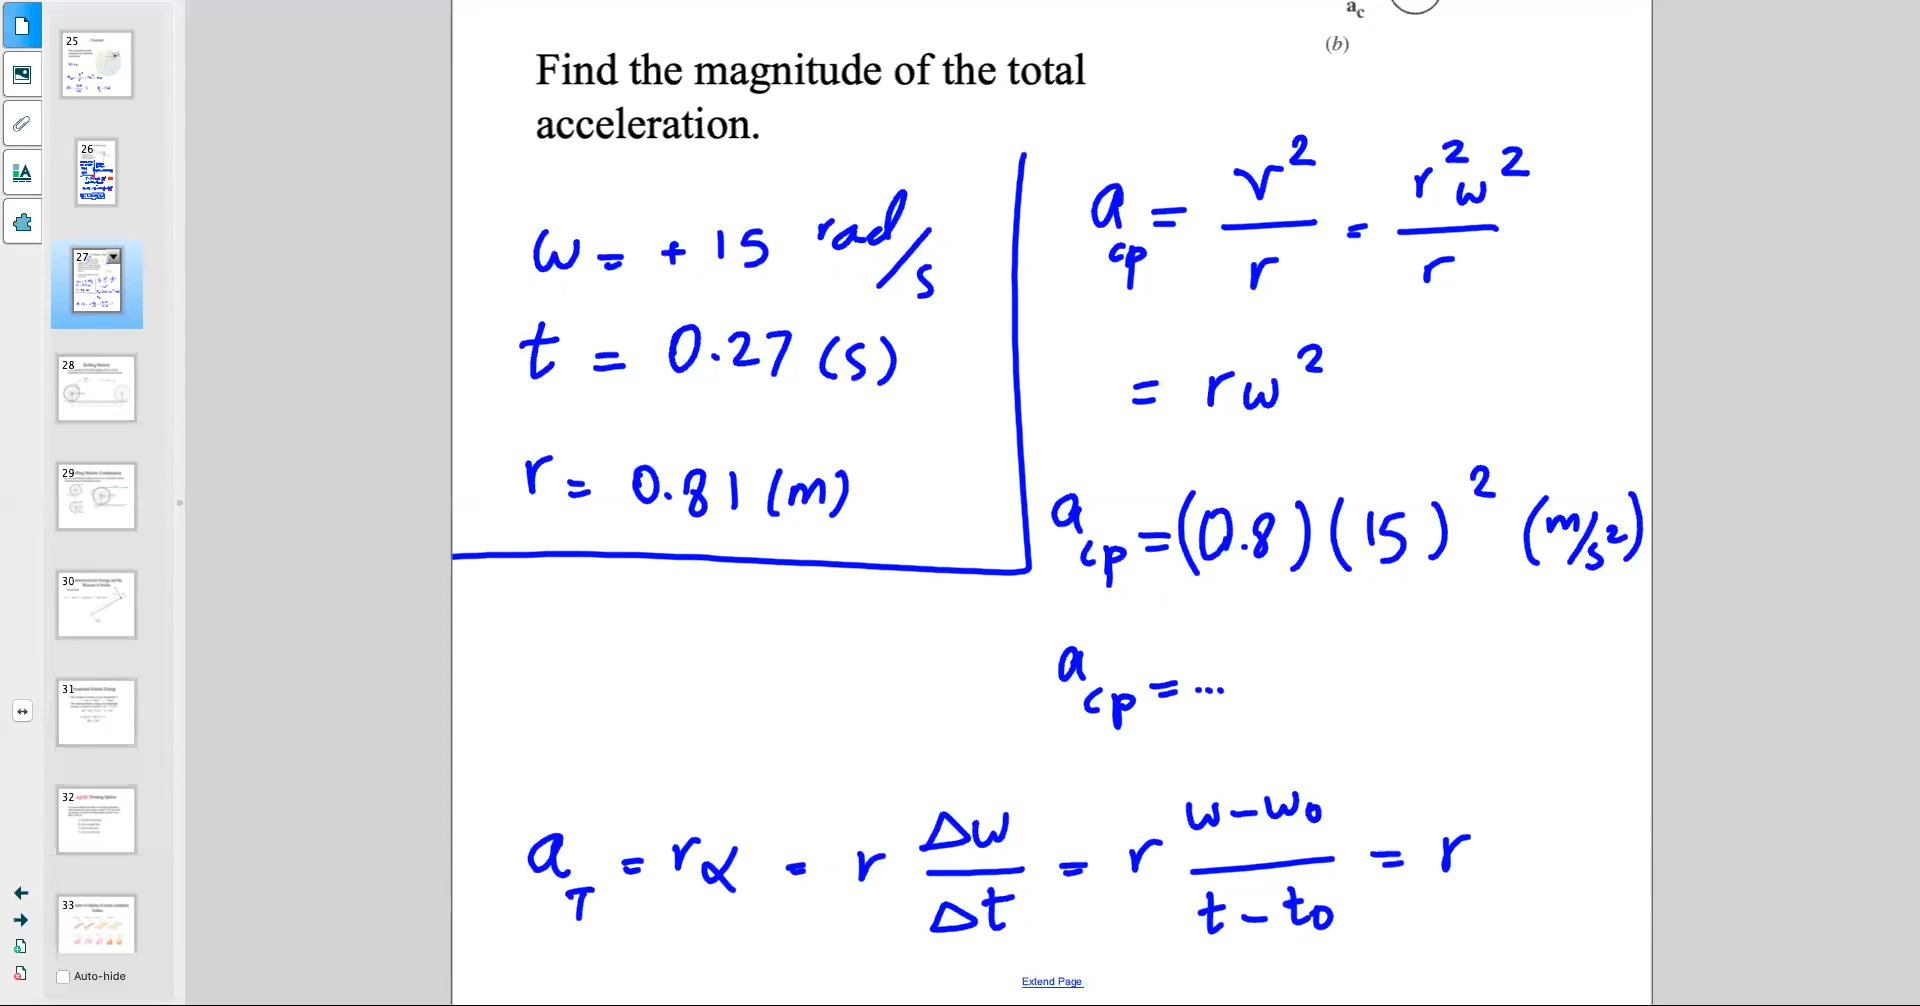 a_c
(b)
Find the magnitude of the total
acceleration.
ω = + 15 rad/s
t = 0.27 (s)
r = 0.81 (m)
a_cp = v²/r = r²ω²/r
= rω²
a_cp = (0.8)(15)² (m/s²)
a_cp = ...
a_T = rα = r Δω/Δt = r ω-ω₀/t-t₀ = r
Extend Page
25
26
27
28
29
30
31
32
33
Auto-hide